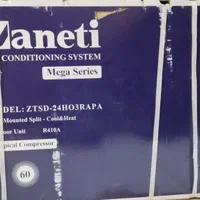 Zaneti
CONDITIONING SYSTEM
Mega Series
DEL: ZTSD-24HO3RAPA
Mounted Split - Cool&Heat
oor Unit R410A
pical Compressor
60